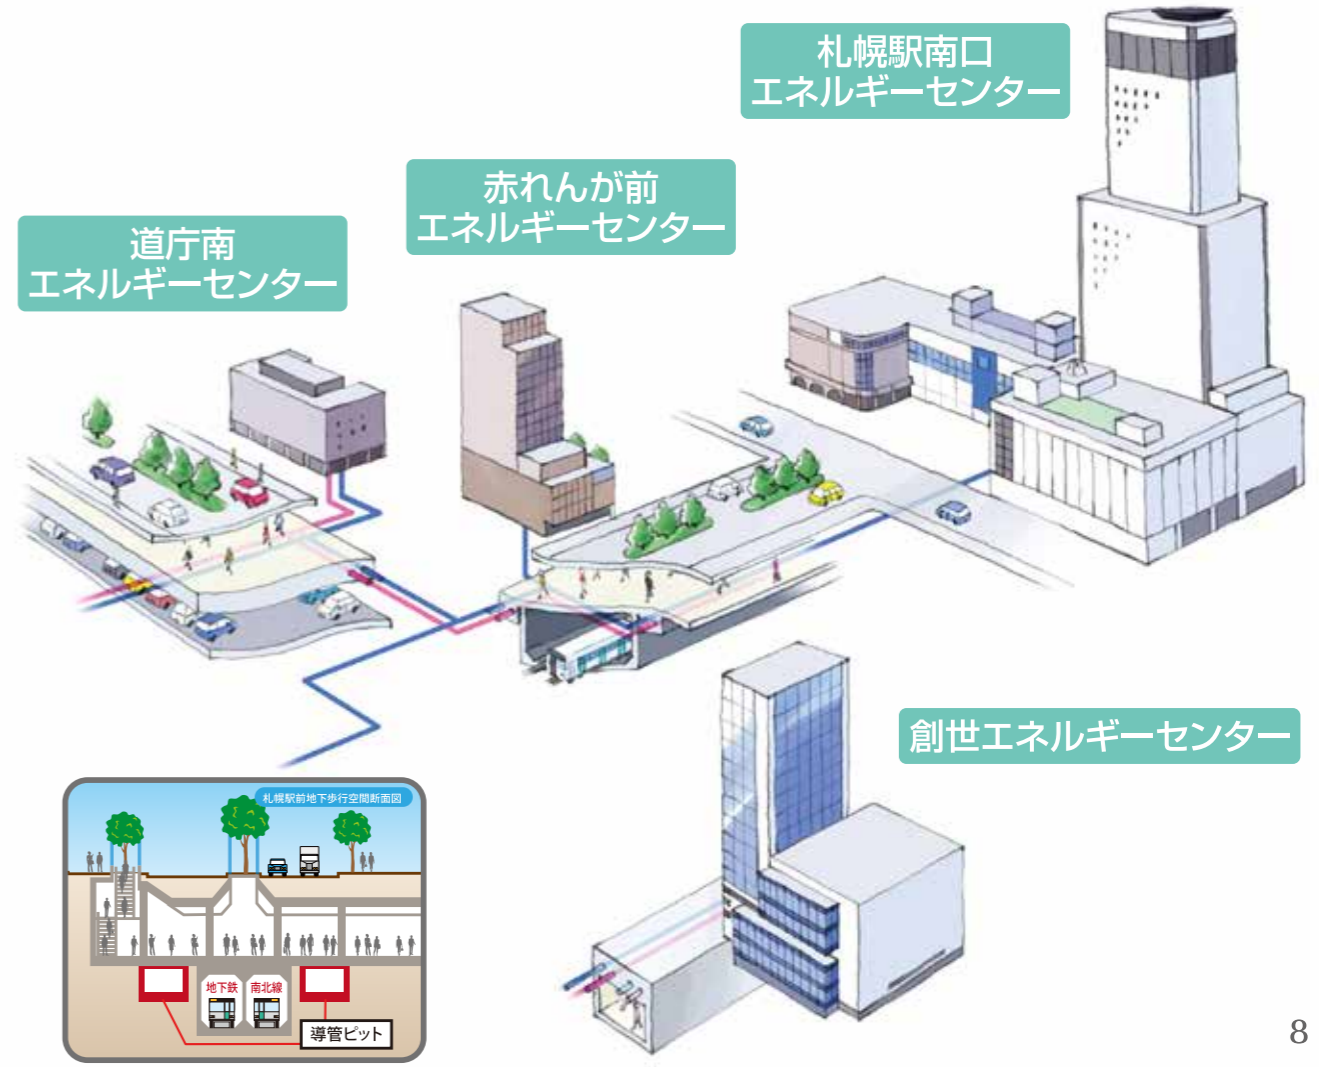 札幌駅南口
エネルギーセンター
赤れんが前
エネルギーセンター
道庁南
エネルギーセンター
創世エネルギーセンター
札幌駅前地下歩行空間断面図
地下鉄 南北線
導管ピット
8